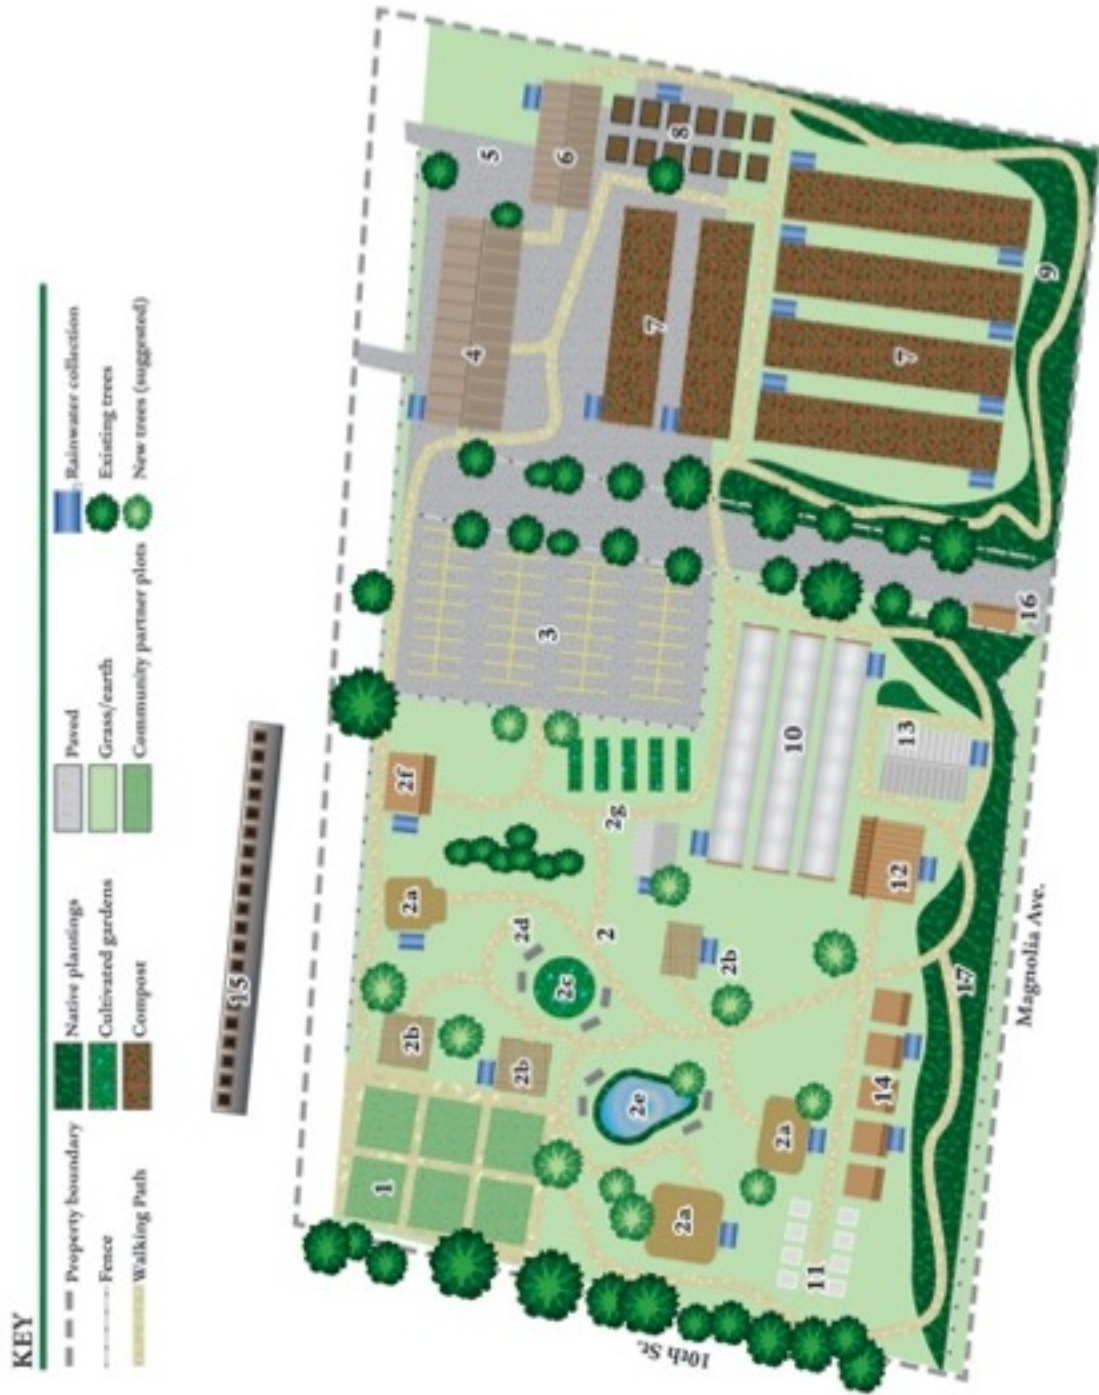 KEY
Property boundary
Fence
Walking Path
Native plantings
Cultivated gardens
Compost
Paved
Grass/earth
Community partner plots
Rainwater collection
Existing trees
New trees (suggested)
15
1
2b
2a
2f
3
4
5
2b
2c
2d
2
2g
6
2e
2b
7
8
2a
2a
10
7
11
14
12
13
9
17
16
10th St.
Magnolia Ave.